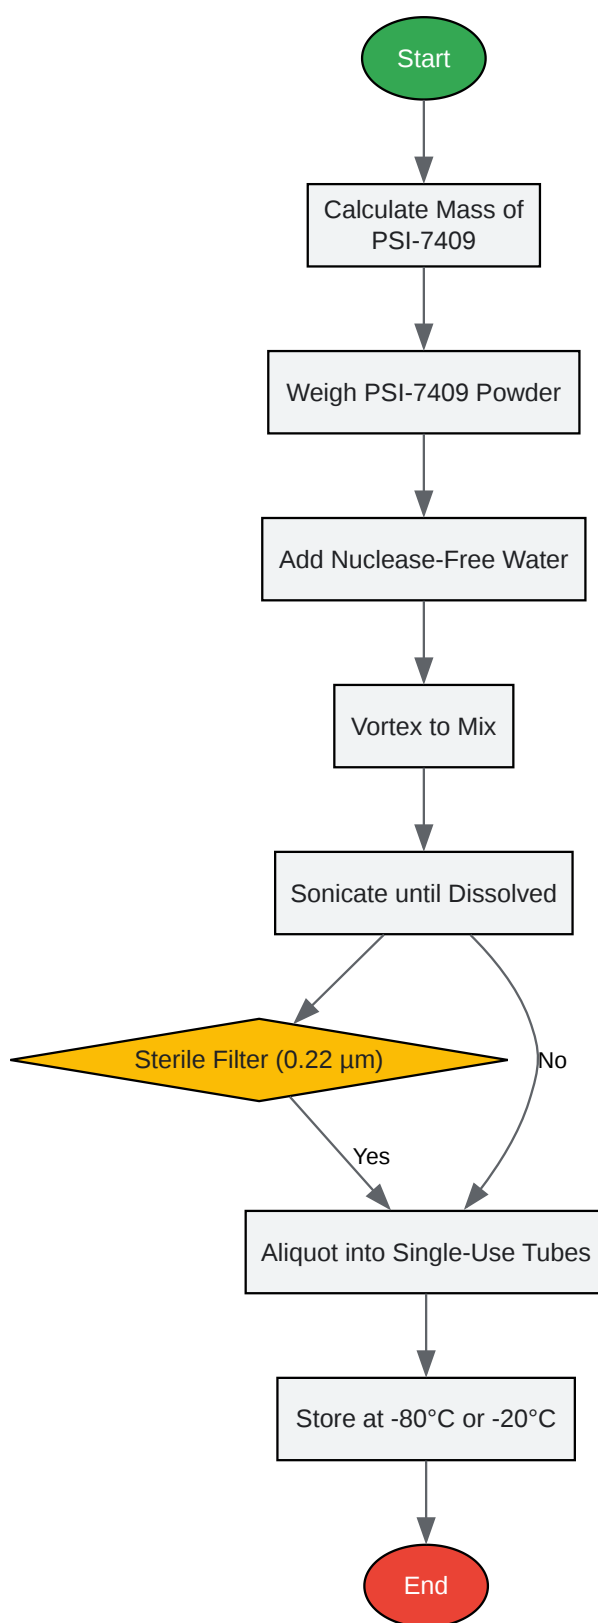 Start
Calculate Mass of
PSI-7409
Weigh PSI-7409 Powder
Add Nuclease-Free Water
Vortex to Mix
Sonicate until Dissolved
Sterile Filter (0.22 µm)
No
Yes
Aliquot into Single-Use Tubes
Store at -80°C or -20°C
End